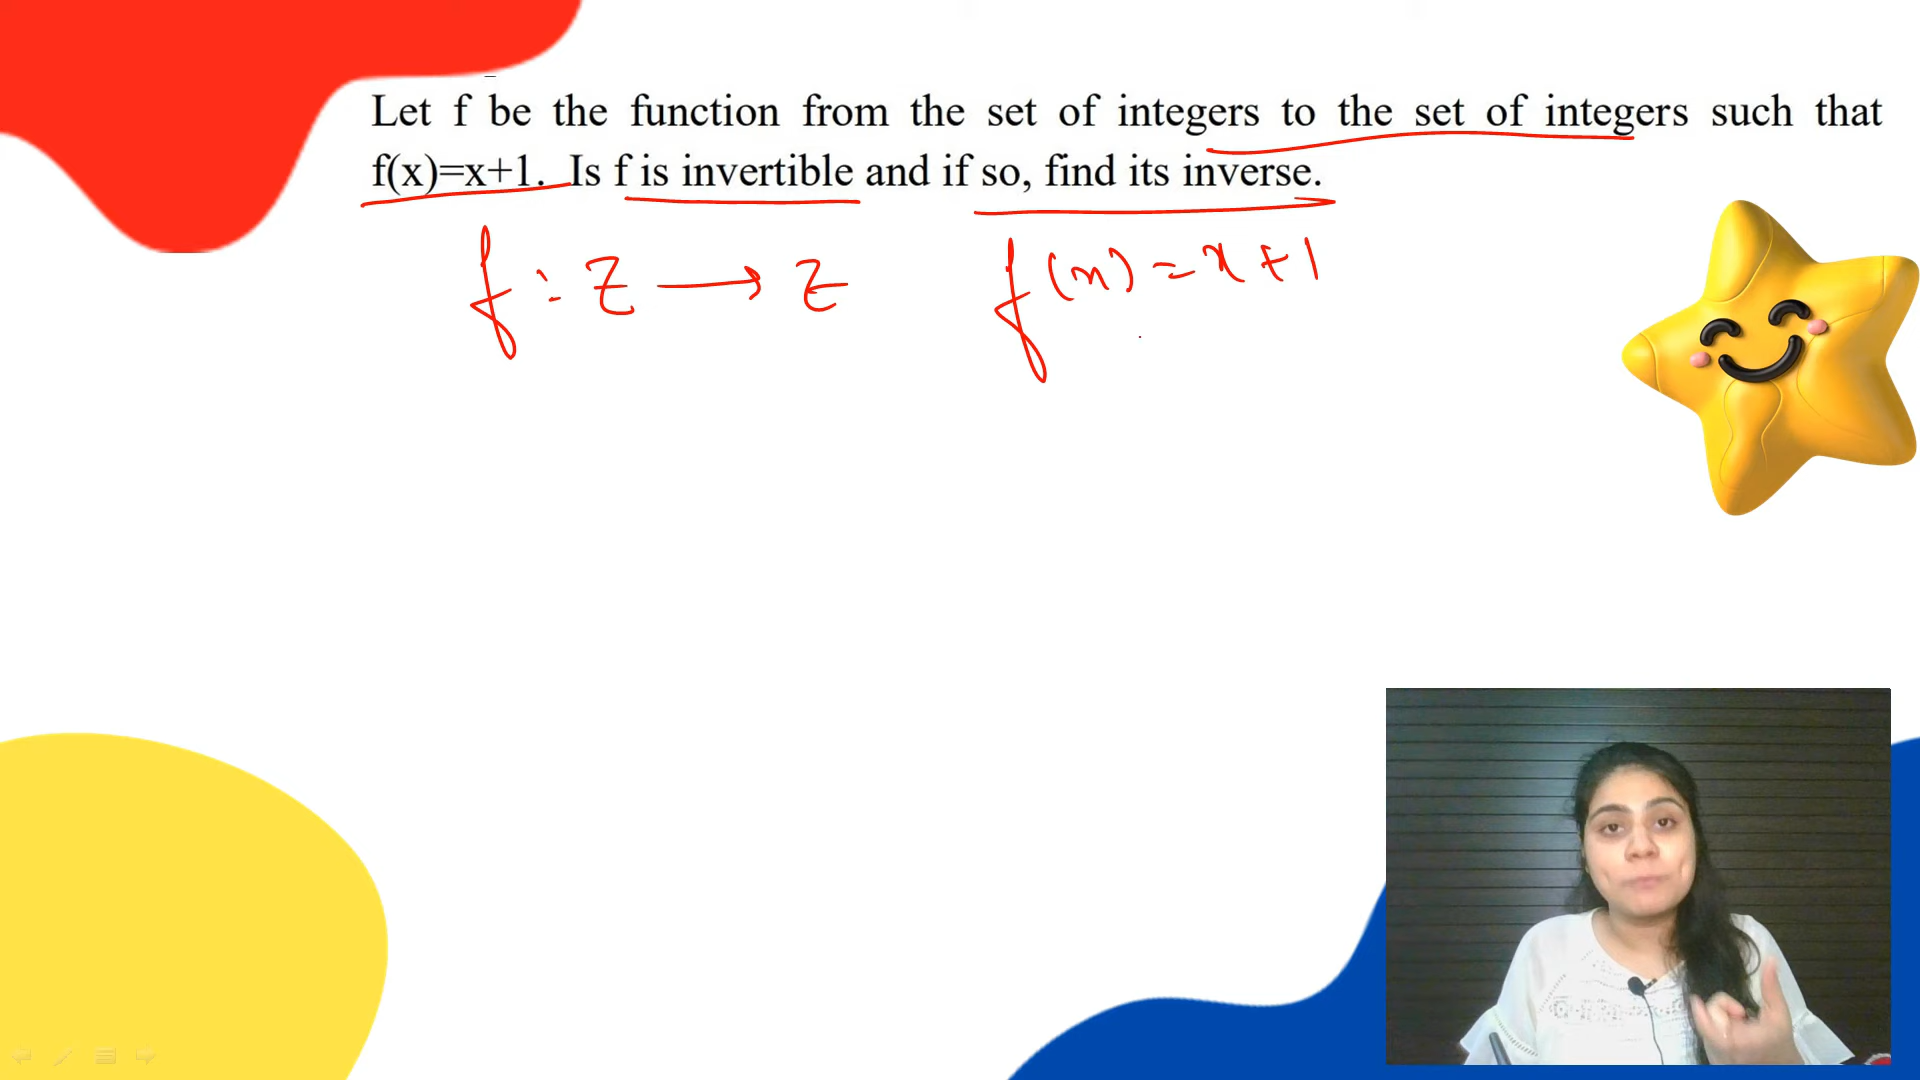 Let f be the function from the set of integers to the set of integers such that
f(x)=x+1. Is f is invertible and if so, find its inverse.
f : Z ⟶ Z f(x) = x + 1